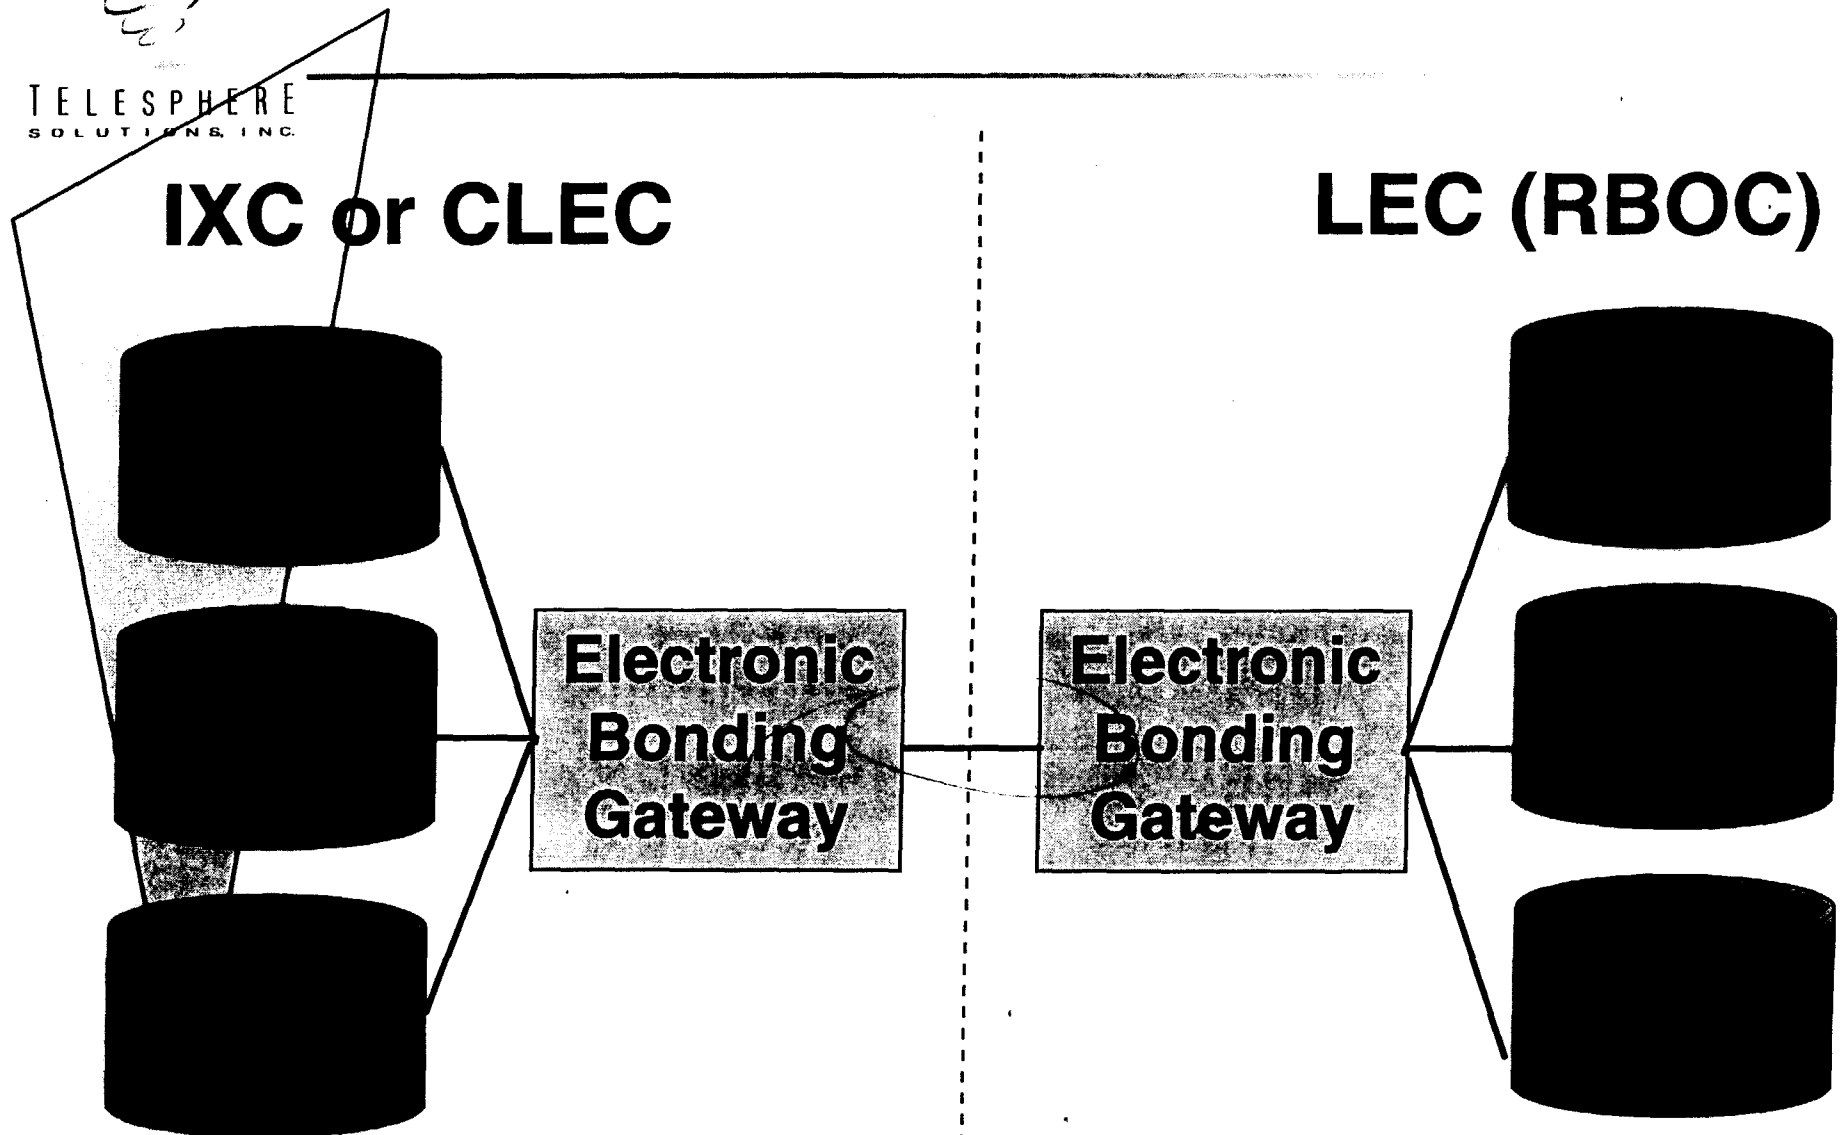 TELESPHERE
SOLUTIONS, INC.
IXC or CLEC
LEC (RBOC)
Electronic
Bonding
Gateway
Electronic
Bonding
Gateway